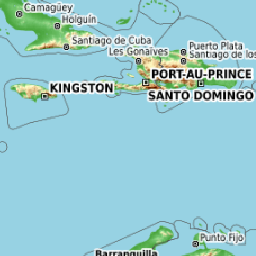 Camagüey
Holguín
Santiago de Cuba
Les Gonaïves
Puerto Plata
Santiago de los
PORT-AU-PRINCE
KINGSTON
SANTO DOMINGO
Punto Fijo
Barranquilla